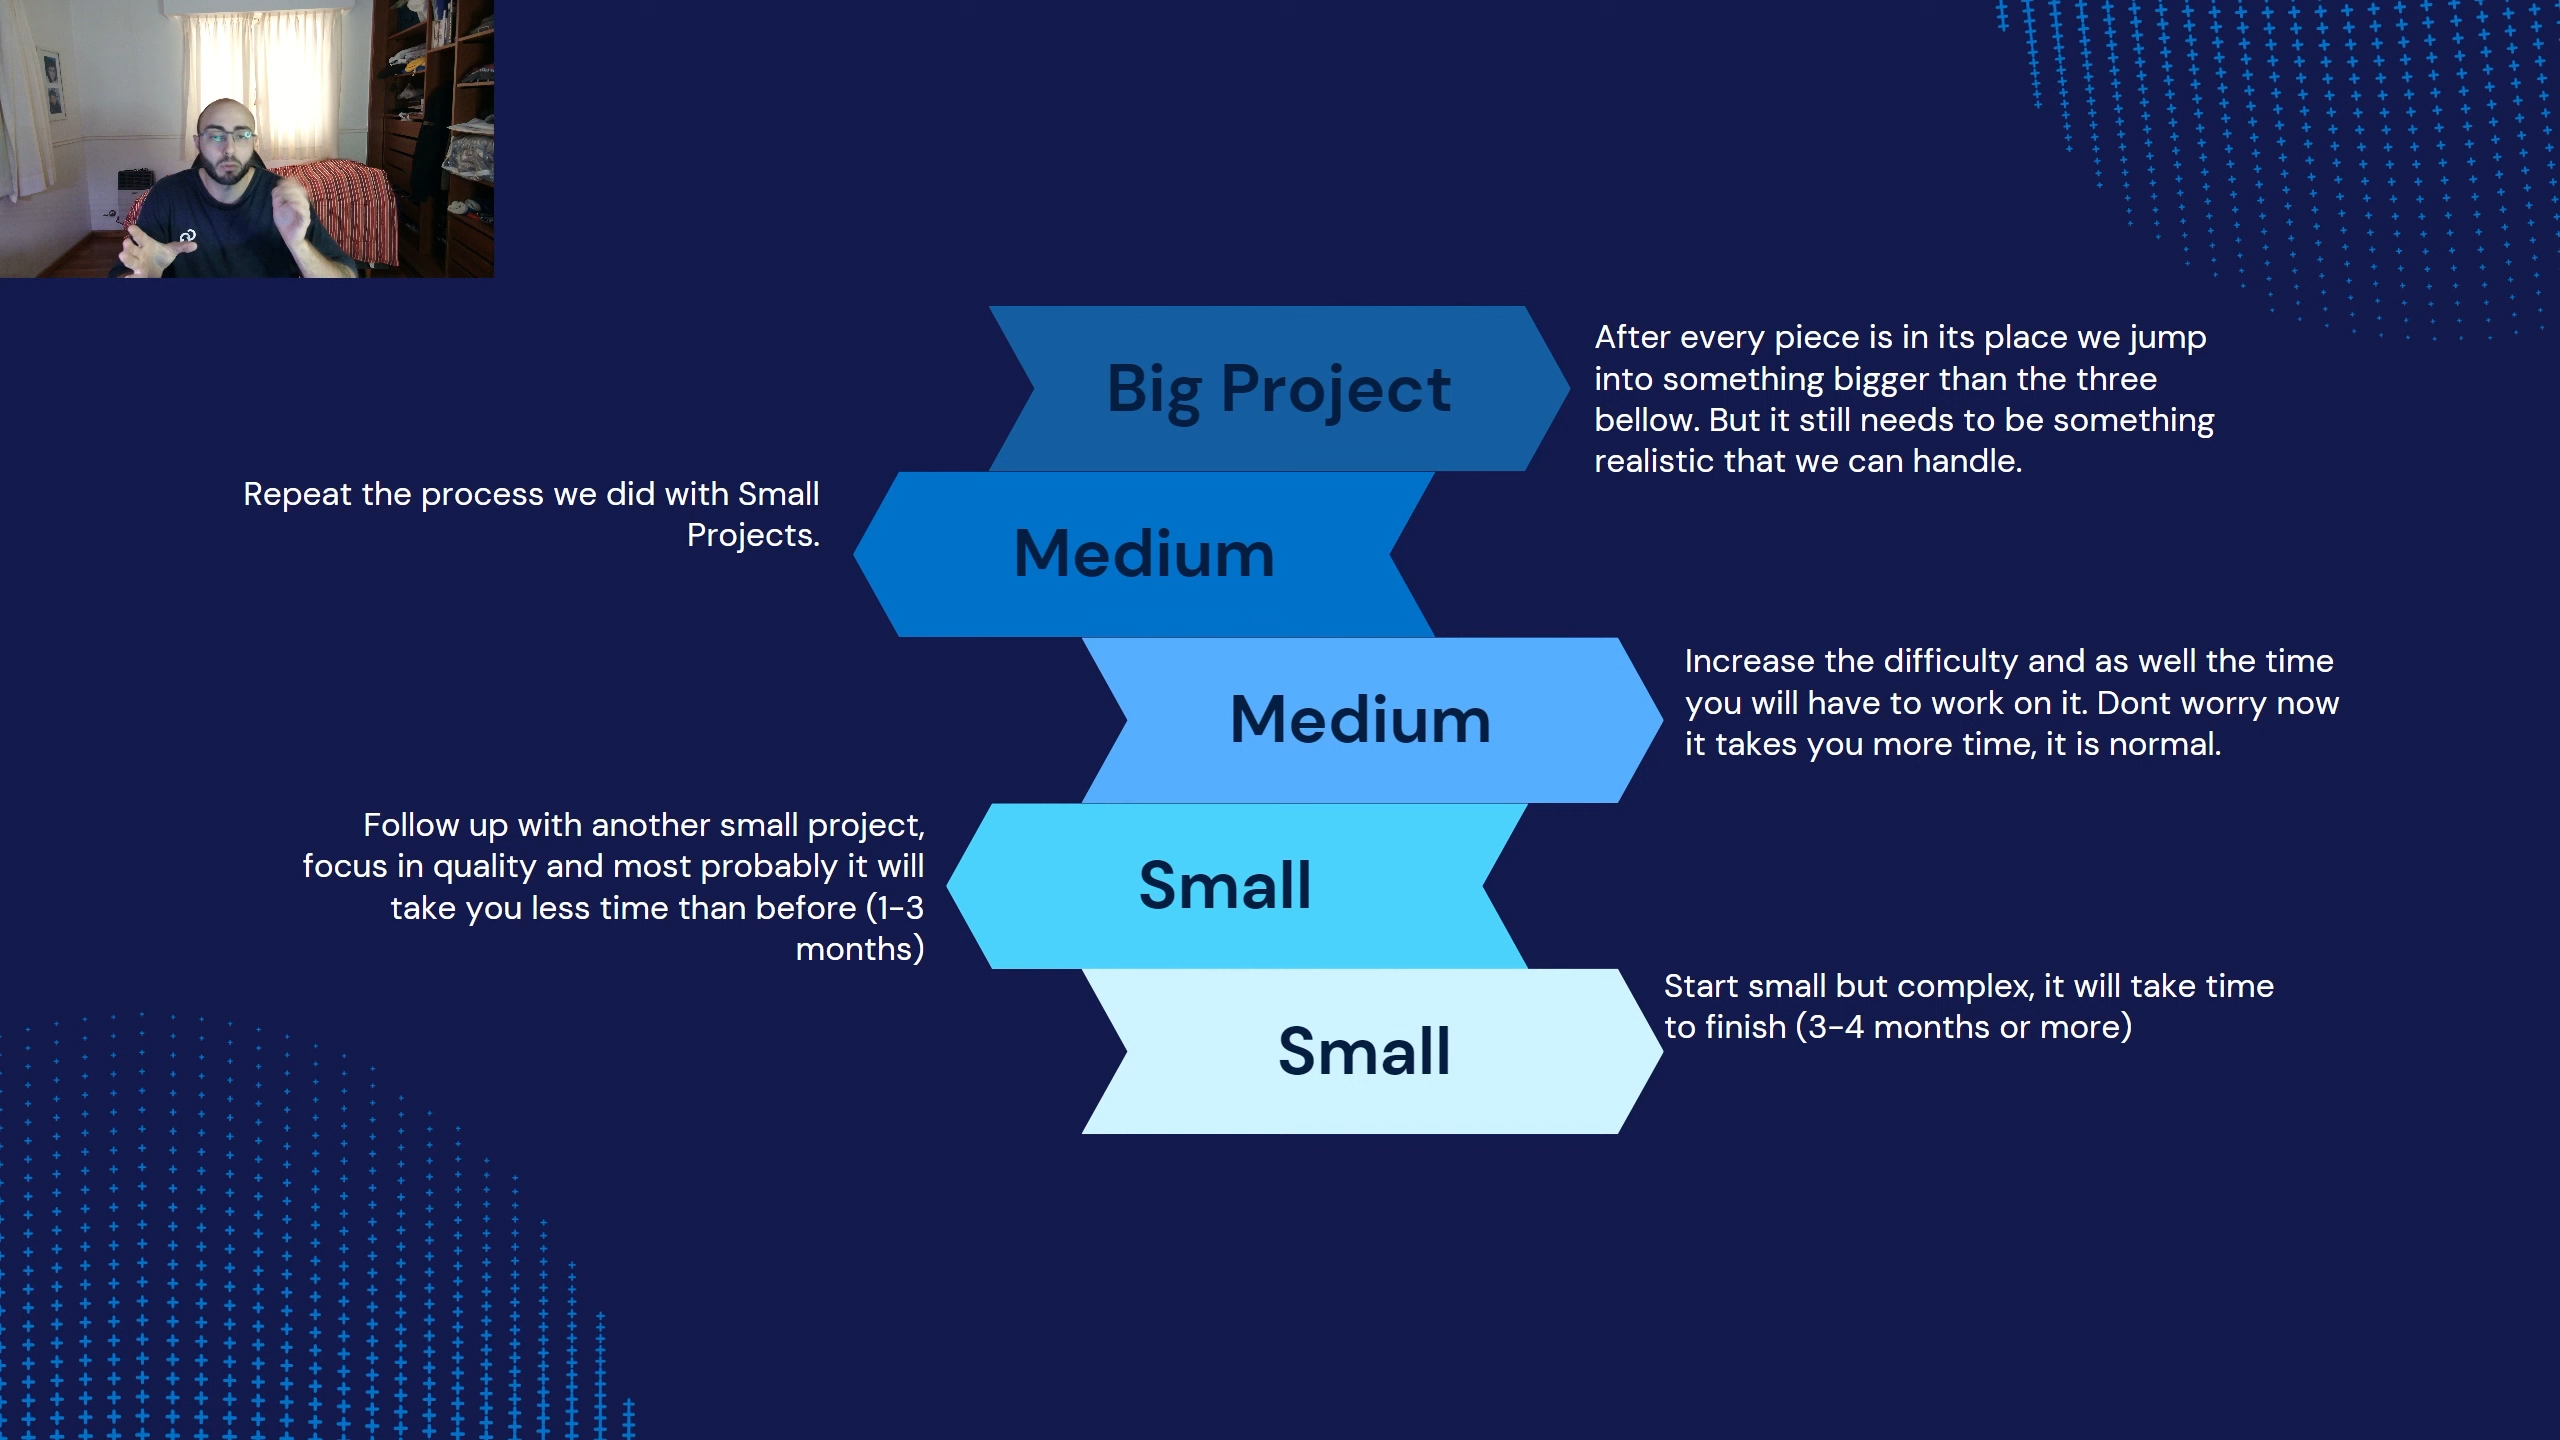 Big Project
After every piece is in its place we jump
into something bigger than the three
bellow. But it still needs to be something
realistic that we can handle.
Repeat the process we did with Small
Projects.
Medium
Medium
Increase the difficulty and as well the time
you will have to work on it. Dont worry now
it takes you more time, it is normal.
Follow up with another small project,
focus in quality and most probably it will
take you less time than before (1-3
months)
Small
Small
Start small but complex, it will take time
to finish (3-4 months or more)